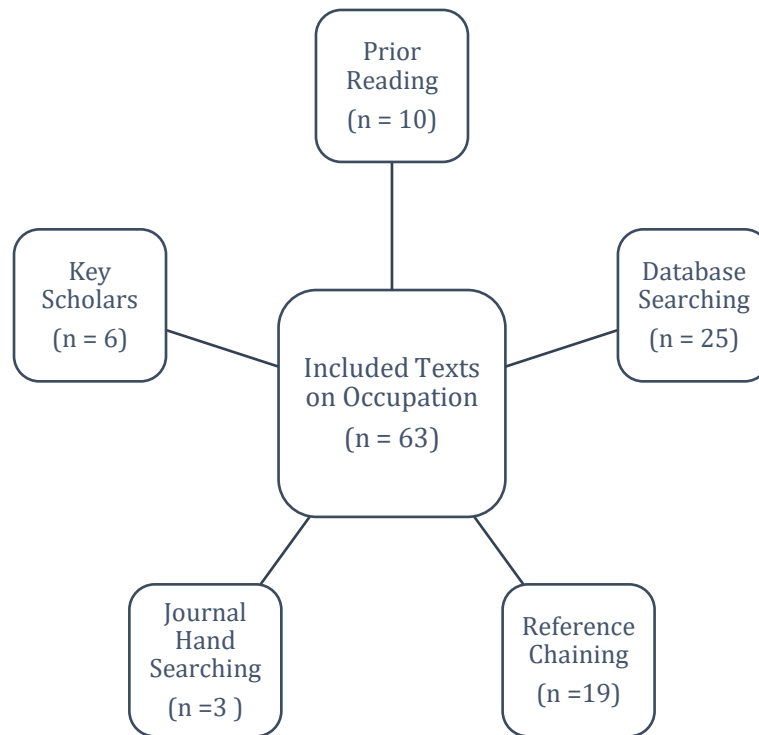 Prior
Reading
(n = 10)
Key
Scholars
(n = 6)
Database
Searching
(n = 25)
Included Texts
on Occupation
(n = 63)
Journal
Hand
Searching
(n =3 )
Reference
Chaining
(n =19)